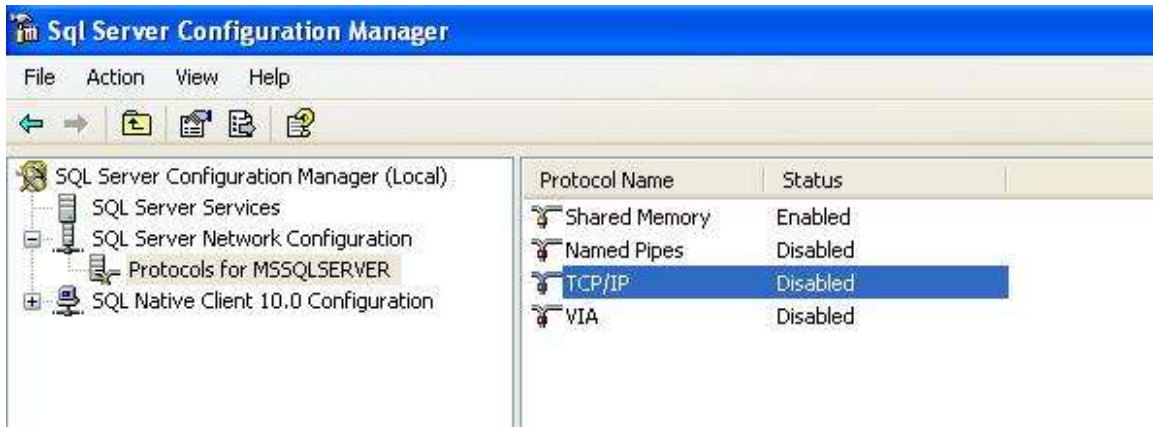 Sql Server Configuration Manager
File Action View Help
SQL Server Configuration Manager (Local)
SQL Server Services
SQL Server Network Configuration
Protocols for MSSQLSERVER
SQL Native Client 10.0 Configuration
Protocol Name Status
Shared Memory Enabled
Named Pipes Disabled
TCP/IP Disabled
VIA Disabled